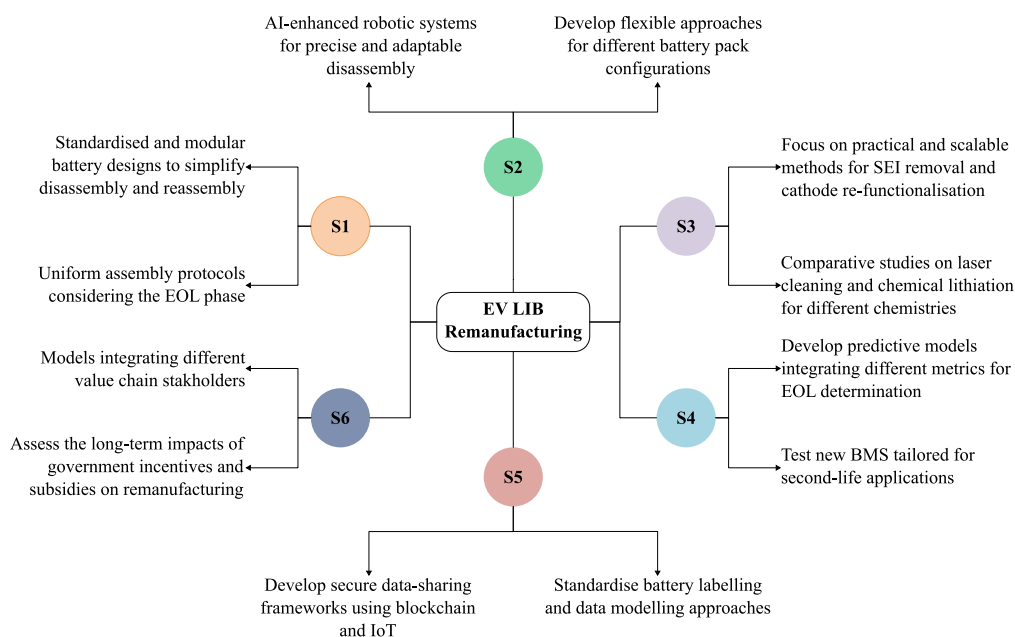 AI-enhanced robotic systems
for precise and adaptable
disassembly
Develop flexible approaches
for different battery pack
configurations
S2
Standardised and modular
battery designs to simplify
disassembly and reassembly
S1
Uniform assembly protocols
considering the EOL phase
Focus on practical and scalable
methods for SEI removal and
cathode re-functionalisation
S3
Comparative studies on laser
cleaning and chemical lithiation
for different chemistries
EV LIB
Remanufacturing
Models integrating different
value chain stakholders
S6
Assess the long-term impacts of
government incentives and
subsidies on remanufacturing
Develop predictive models
integrating different metrics for
EOL determination
S4
Test new BMS tailored for
second-life applications
S5
Develop secure data-sharing
frameworks using blockchain
and IoT
Standardise battery labelling
and data modelling approaches